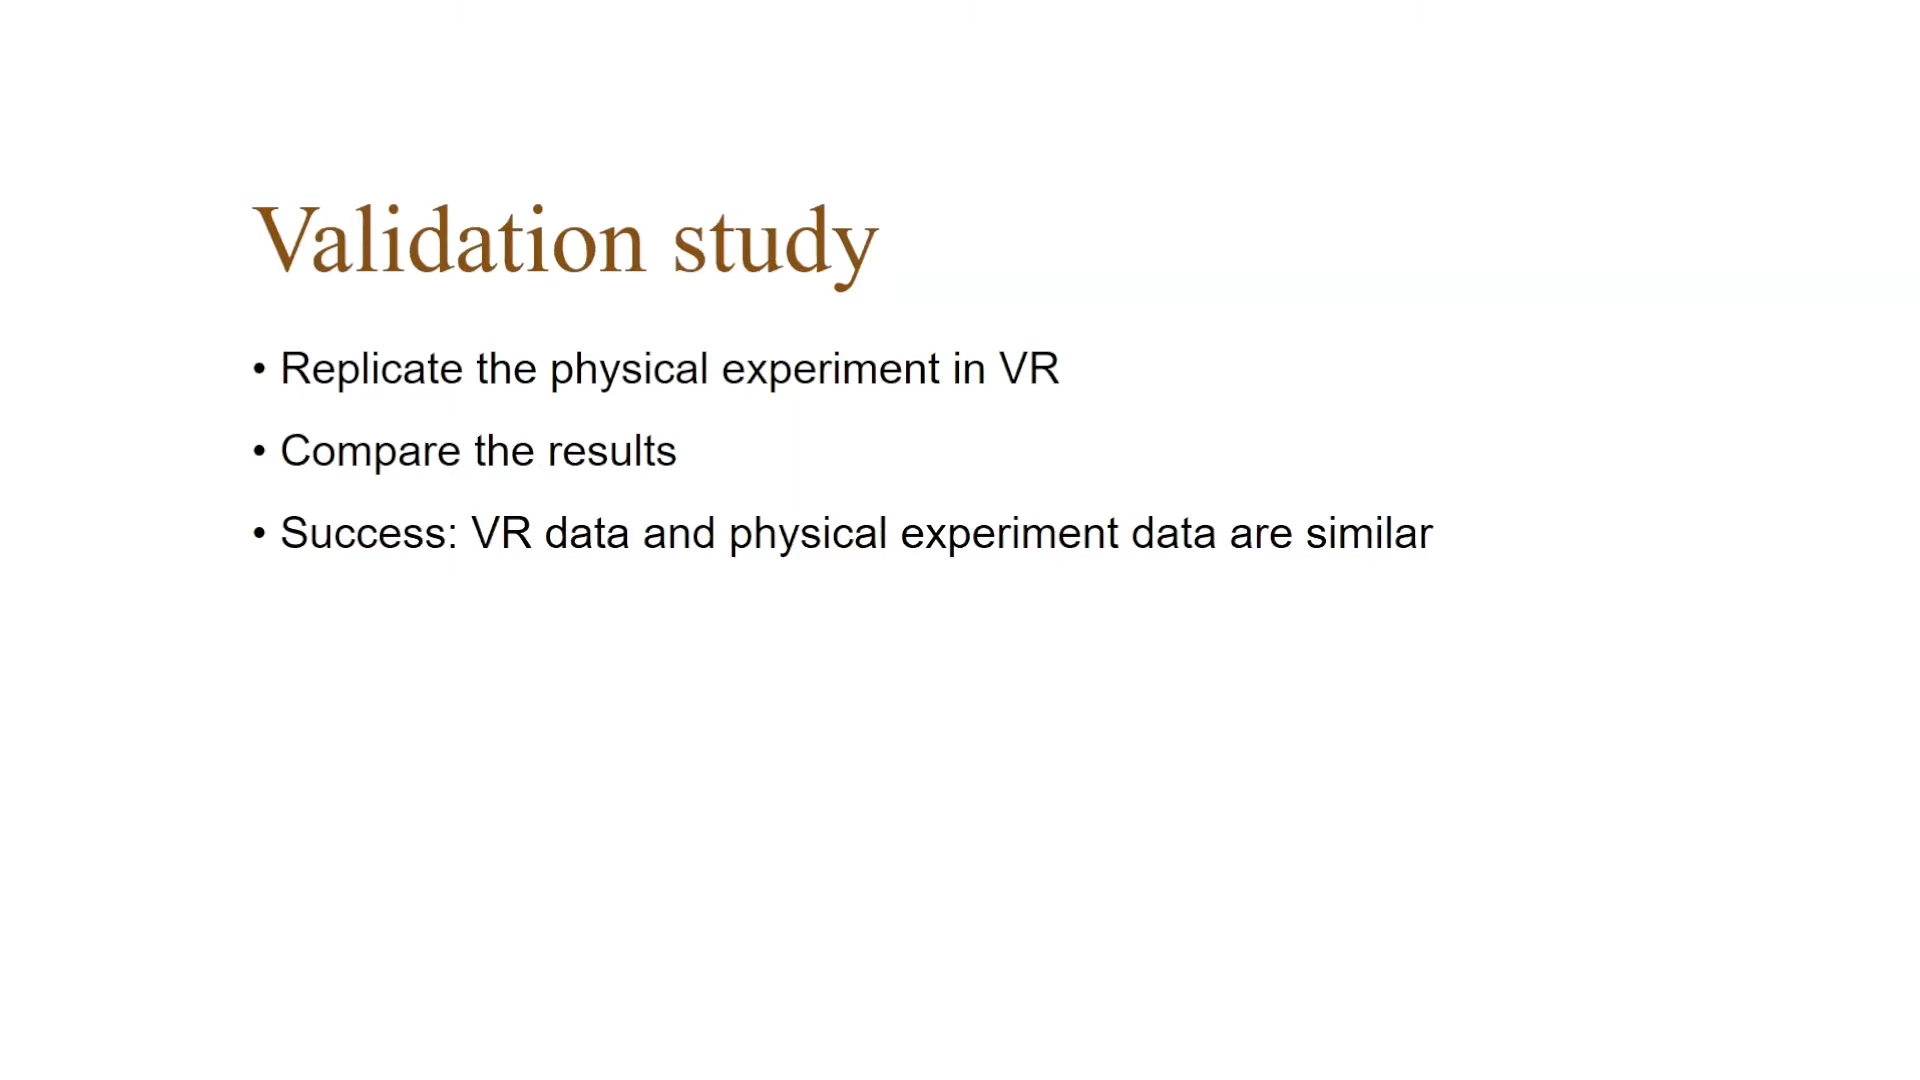 Validation study
• Replicate the physical experiment in VR
• Compare the results
• Success: VR data and physical experiment data are similar